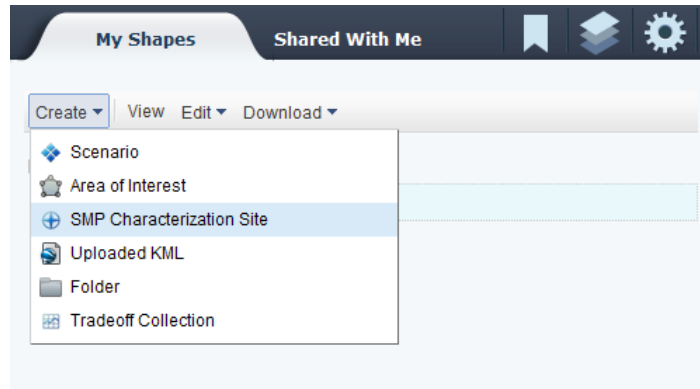 My Shapes Shared With Me
Create View Edit Download
Scenario
Area of Interest
SMP Characterization Site
Uploaded KML
Folder
Tradeoff Collection